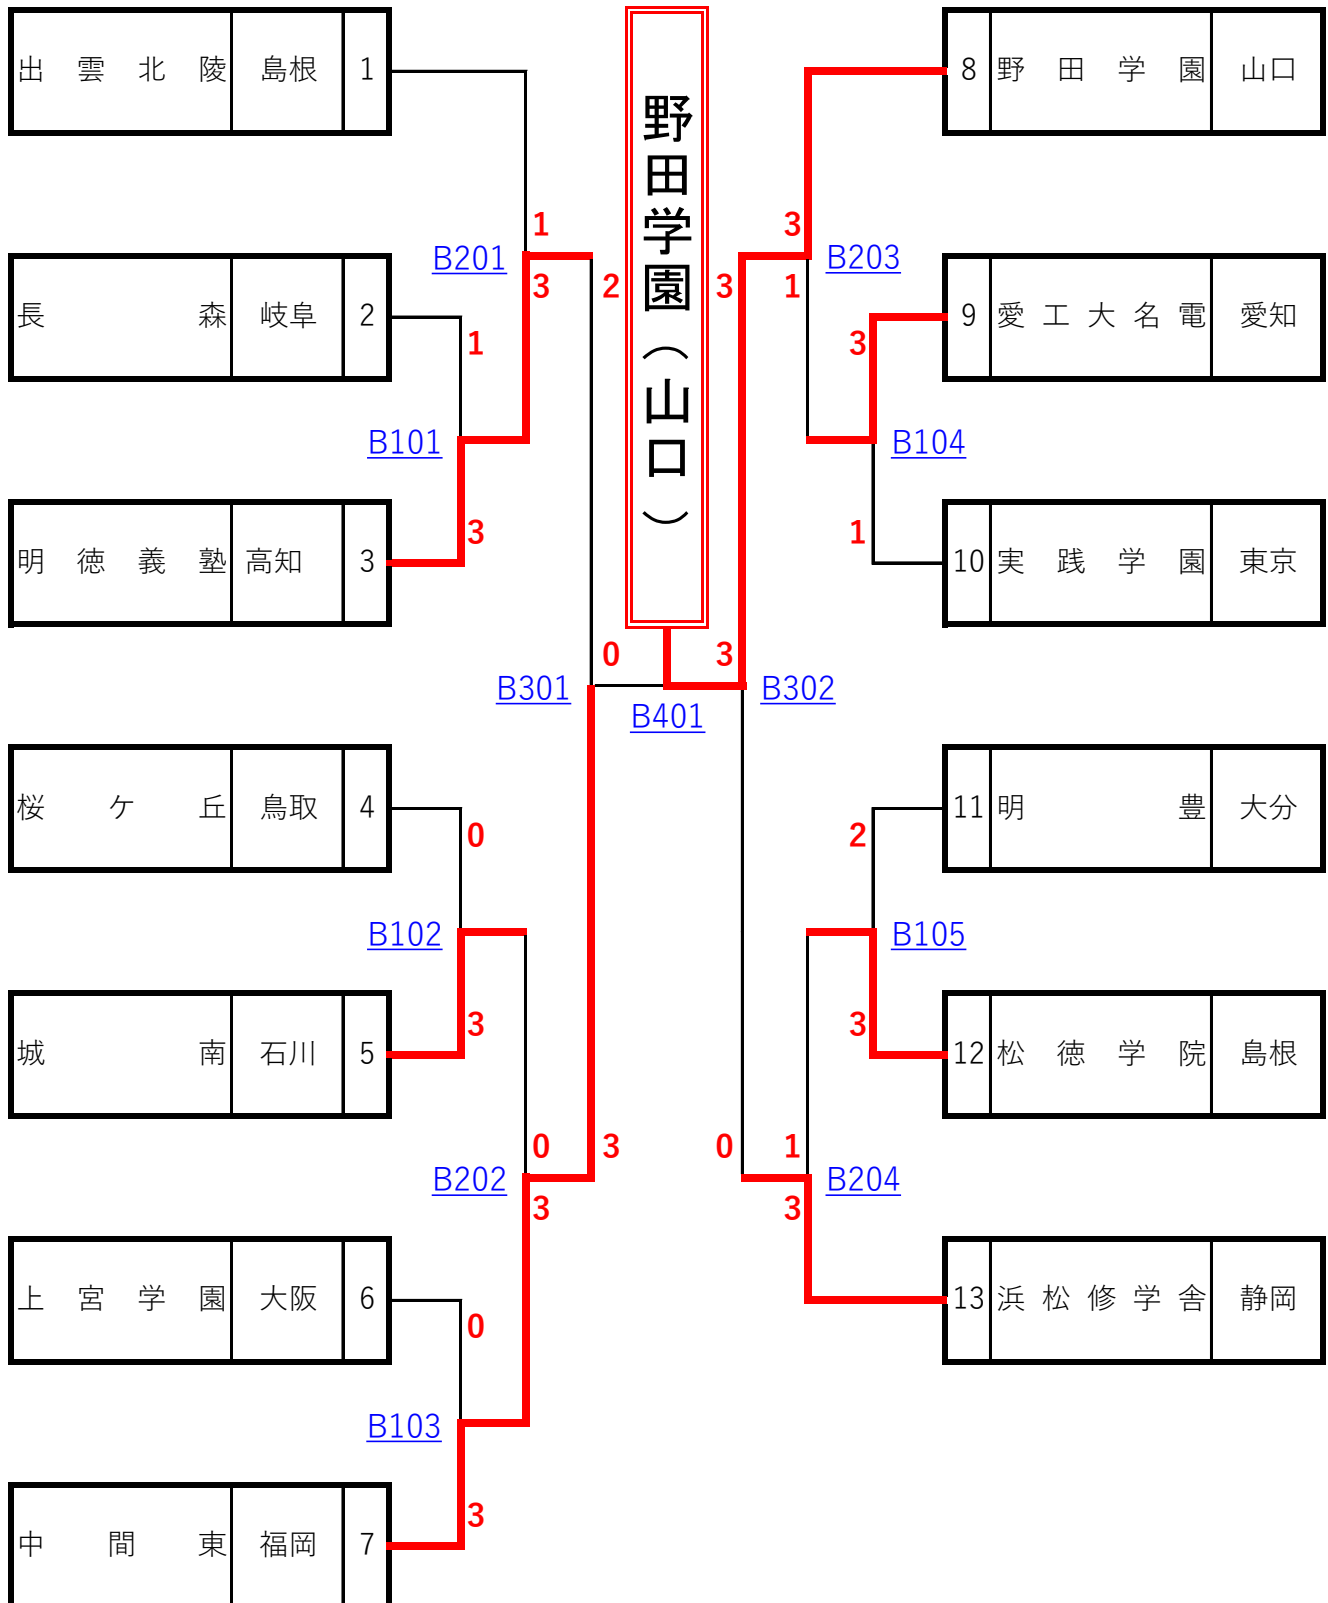 出雲北陵 島根 1
長森 岐阜 2
明徳義塾 高知 3
桜ケ丘 鳥取 4
城南 石川 5
上宮学園 大阪 6
中間東 福岡 7
1
B201
3
1
B101
3
0
B102
3
0
B202
3
0
B103
3
2
B301
3
野田学園（山口）
0
3
B401
3
B302
0
3
B203
1
3
B104
1
2
B105
3
1
B204
3
8 野田学園 山口
9 愛工大名電 愛知
10 実践学園 東京
11 明豊 大分
12 松徳学院 島根
13 浜松修学舎 静岡